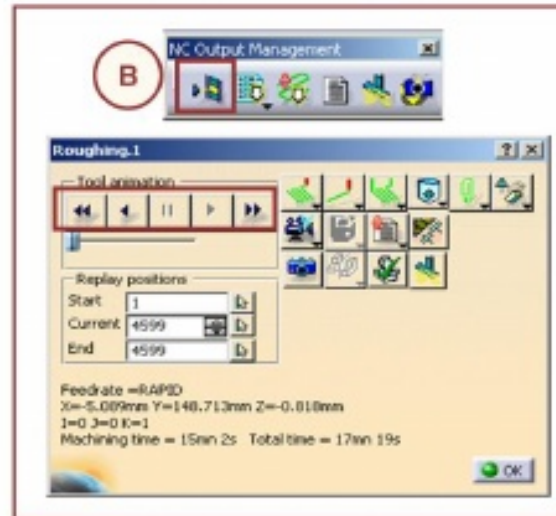 B
NC Output Management
Roughing.1
Tool animation
Replay positions
Start 1
Current 4599
End 4599
Feedrate =RAPID
X=-5.089mm Y=148.713mm Z=-0.818mm
I=0 J=0 K=1
Machining time = 15mn 2s Total time = 17mn 19s
OK